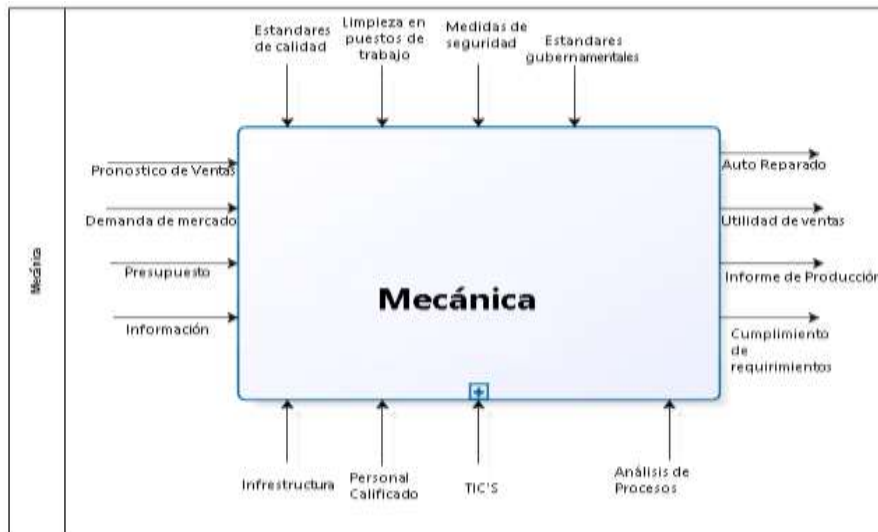 Mecánica
Estandares
de calidad
Limpieza en
puestos de
trabajo
Medidas de
seguridad
Estandares
gubernamentales
Pronostico de Ventas
Demanda de mercado
Presupuesto
Información
Mecánica
Auto Reparado
Utilidad de ventas
Informe de Producción
Cumplimiento
de
requirimientos
Infrestructura
Personal
Calificado
TIC'S
Análisis de
Procesos